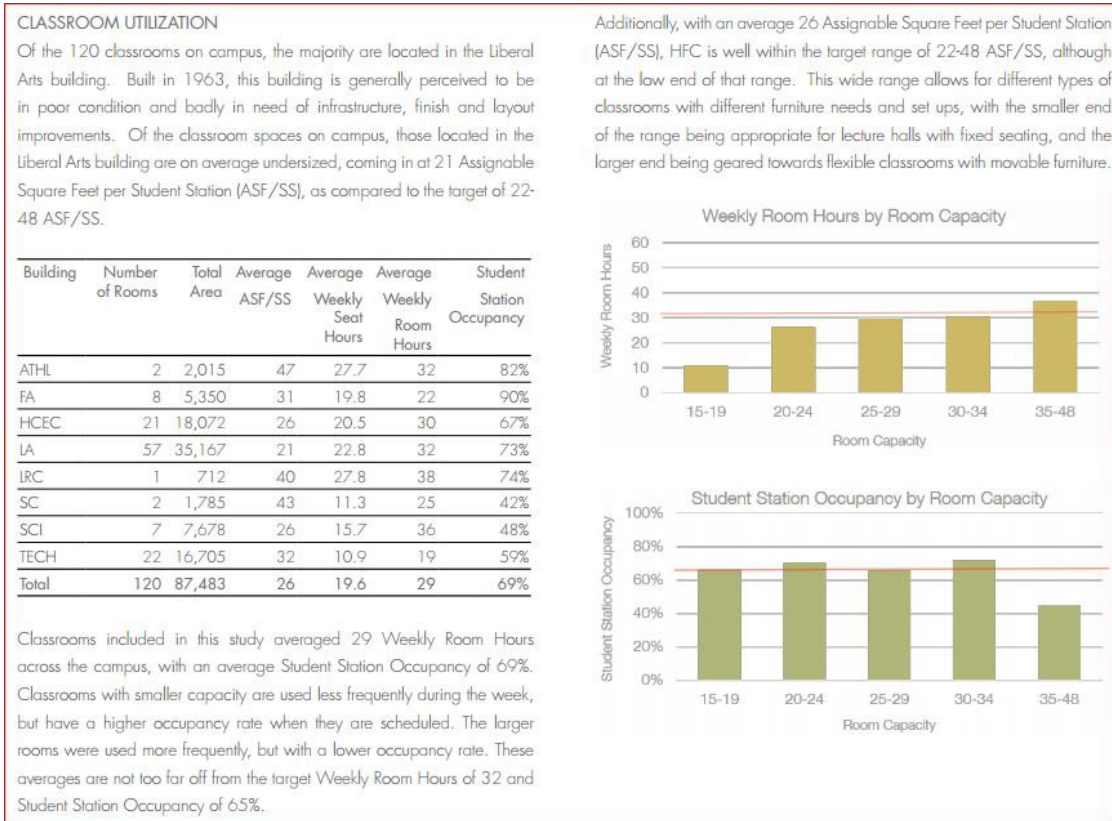 CLASSROOM UTILIZATION
Of the 120 classrooms on campus, the majority are located in the Liberal
Arts building. Built in 1963, this building is generally perceived to be
in poor condition and badly in need of infrastructure, finish and layout
improvements. Of the classroom spaces on campus, those located in the
Liberal Arts building are on average undersized, coming in at 21 Assignable
Square Feet per Student Station (ASF/SS), as compared to the target of 22-
48 ASF/SS.
Building Number of Rooms Total Area Average ASF/SS Average Weekly Seat Hours Average Weekly Room Hours Student Station Occupancy
ATHL 2 2,015 47 27.7 32 82%
FA 8 5,350 31 19.8 22 90%
HCEC 21 18,072 26 20.5 30 67%
LA 57 35,167 21 22.8 32 73%
LRC 1 712 40 27.8 38 74%
SC 2 1,785 43 11.3 25 42%
SCI 7 7,678 26 15.7 36 48%
TECH 22 16,705 32 10.9 19 59%
Total 120 87,483 26 19.6 29 69%
Classrooms included in this study averaged 29 Weekly Room Hours
across the campus, with an average Student Station Occupancy of 69%.
Classrooms with smaller capacity are used less frequently during the week,
but have a higher occupancy rate when they are scheduled. The larger
rooms were used more frequently, but with a lower occupancy rate. These
averages are not too far off from the target Weekly Room Hours of 32 and
Student Station Occupancy of 65%.
Additionally, with an average 26 Assignable Square Feet per Student Station
(ASF/SS), HFC is well within the target range of 22-48 ASF/SS, although
at the low end of that range. This wide range allows for different types of
classrooms with different furniture needs and set ups, with the smaller end
of the range being appropriate for lecture halls with fixed seating, and the
larger end being geared towards flexible classrooms with movable furniture.
Weekly Room Hours by Room Capacity
Weekly Room Hours
60
50
40
30
20
10
0
15-19 20-24 25-29 30-34 35-48
Room Capacity
Student Station Occupancy by Room Capacity
Student Station Occupancy
100%
80%
60%
40%
20%
0%
15-19 20-24 25-29 30-34 35-48
Room Capacity